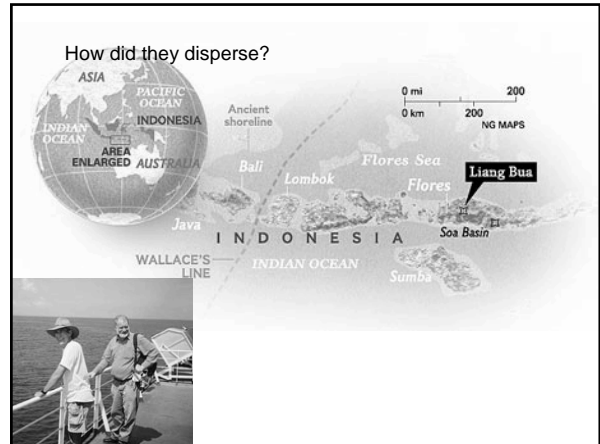 How did they disperse?
ASIA
PACIFIC
OCEAN
INDIAN
OCEAN
INDONESIA
AREA
ENLARGED
AUSTRALIA
Ancient
shoreline
0 mi 200
0 km 200
NG MAPS
Bali
Lombok
Flores Sea
Flores
Liang Bua
Java
Soa Basin
INDONESIA
WALLACE'S
LINE
INDIAN OCEAN
Sumba